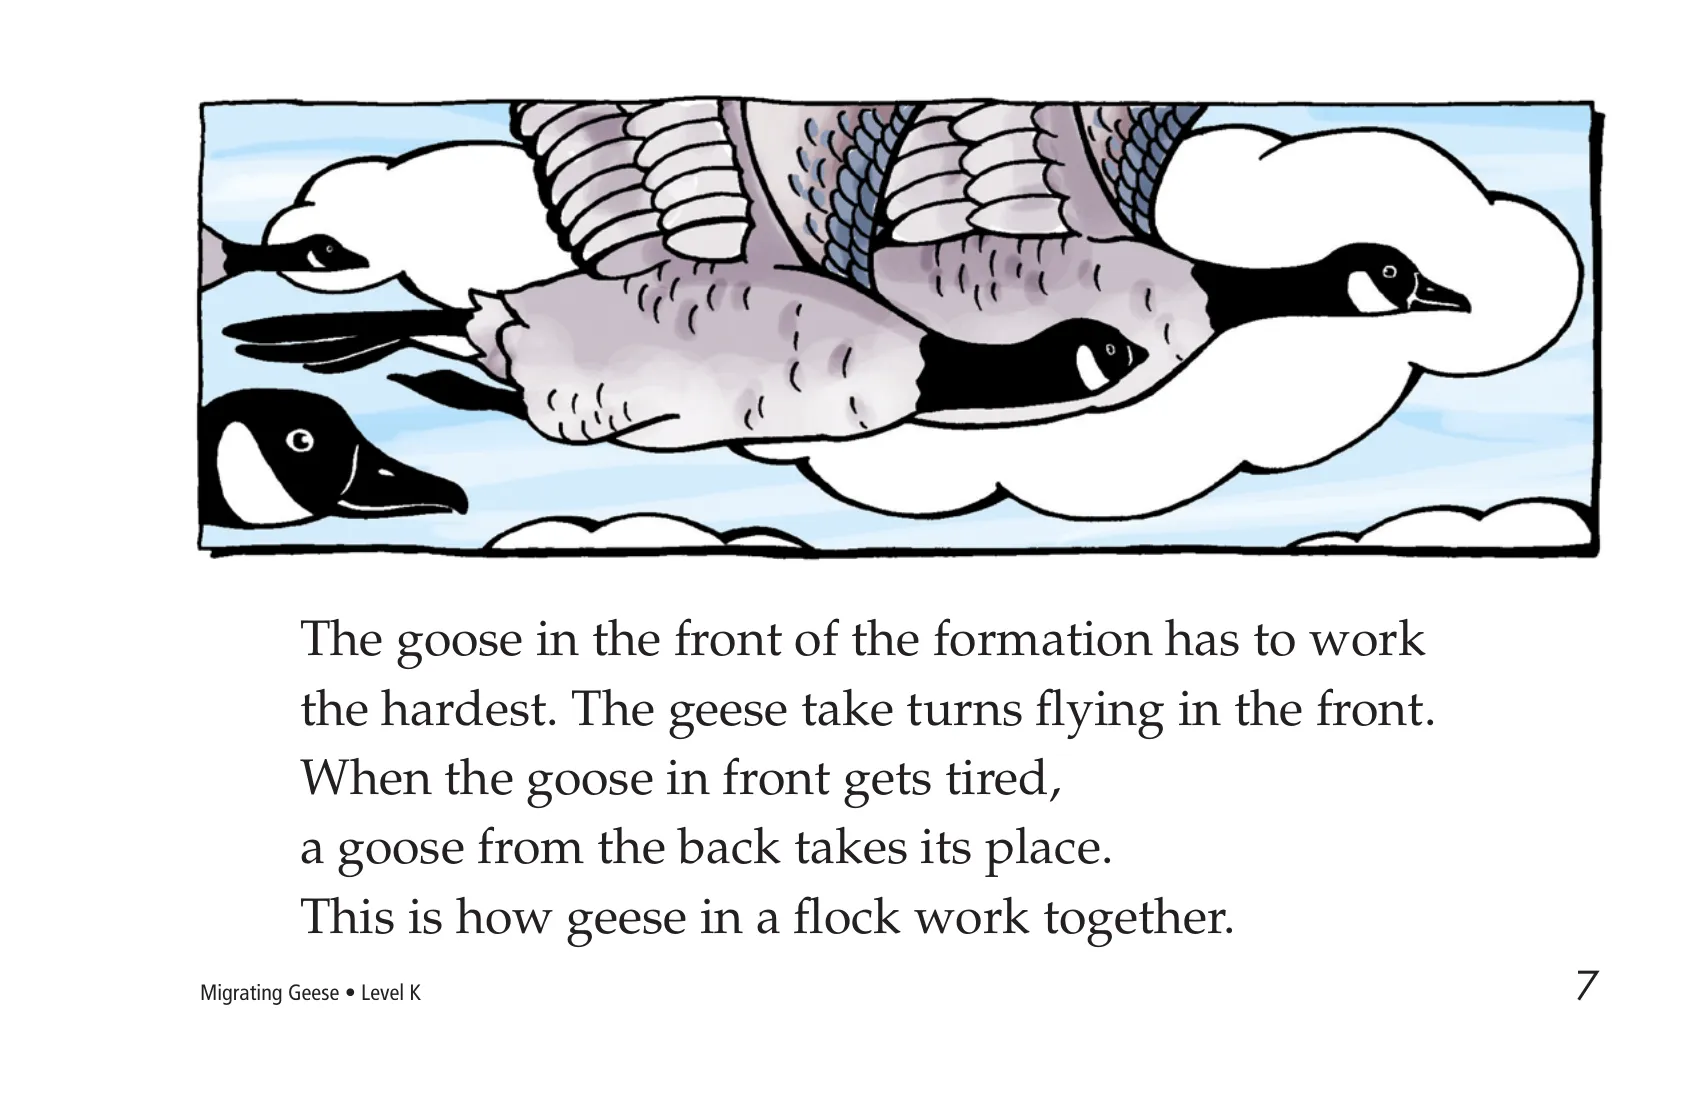 The goose in the front of the formation has to work
the hardest. The geese take turns flying in the front.
When the goose in front gets tired,
a goose from the back takes its place.
This is how geese in a flock work together.
Migrating Geese • Level K
7